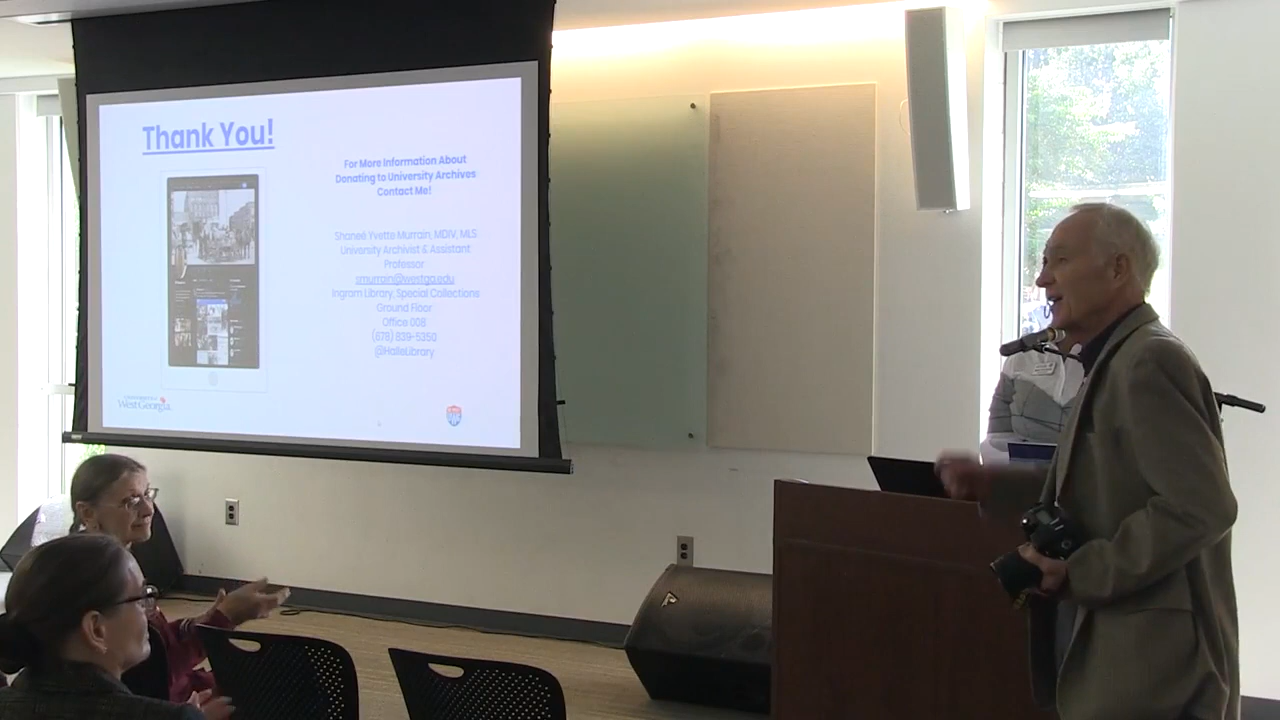 Thank You!
For More Information About
Donating to University Archives
Contact Me!
Shaneé Yvette Murrain, MDIV, MLS
University Archivist & Assistant
Professor
smurrain@westga.edu
Ingram Library, Special Collections
Ground Floor
Office 008
(678) 839-5350
@HalleLibrary
West Georgia